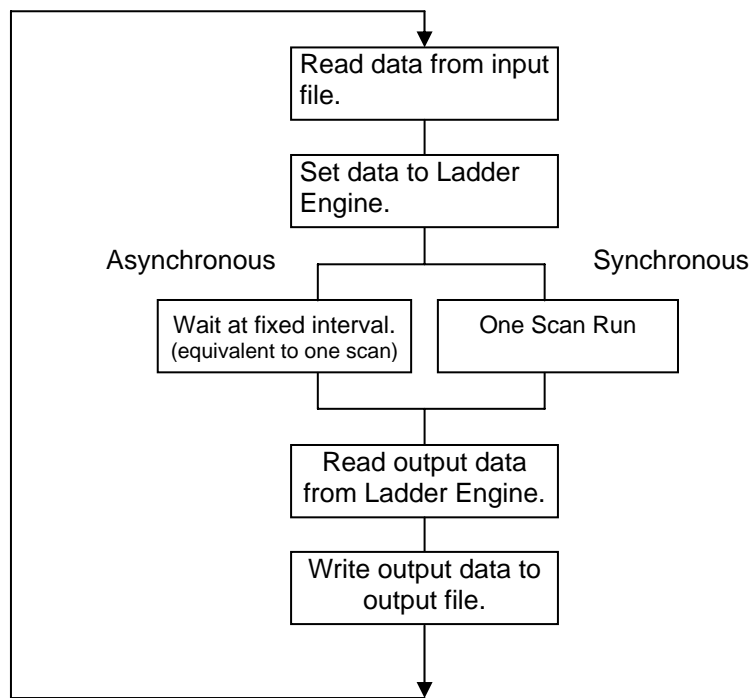 Read data from input
file.
Set data to Ladder
Engine.
Asynchronous
Synchronous
Wait at fixed interval.
(equivalent to one scan)
One Scan Run
Read output data
from Ladder Engine.
Write output data to
output file.